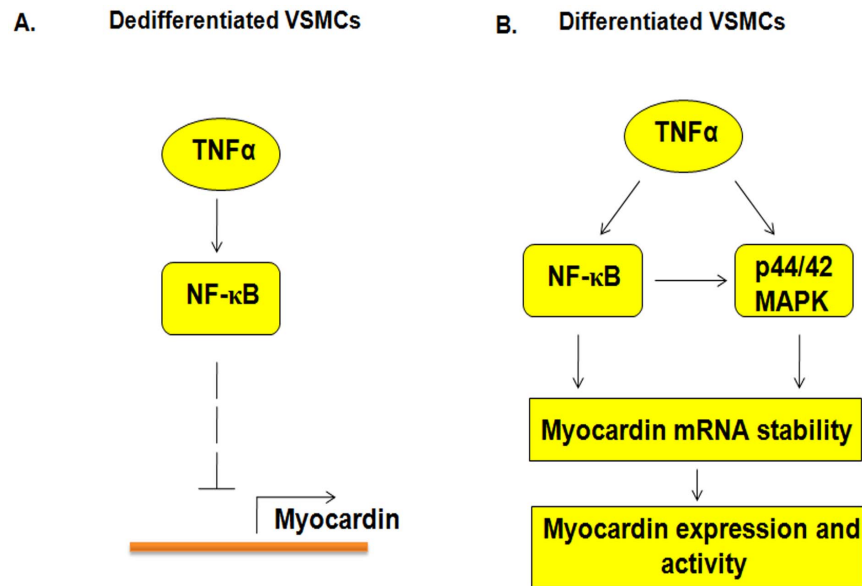 A.
Dedifferentiated VSMCs
TNFα
NF-κB
Myocardin
B.
Differentiated VSMCs
TNFα
NF-κB
p44/42
MAPK
Myocardin mRNA stability
Myocardin expression and
activity